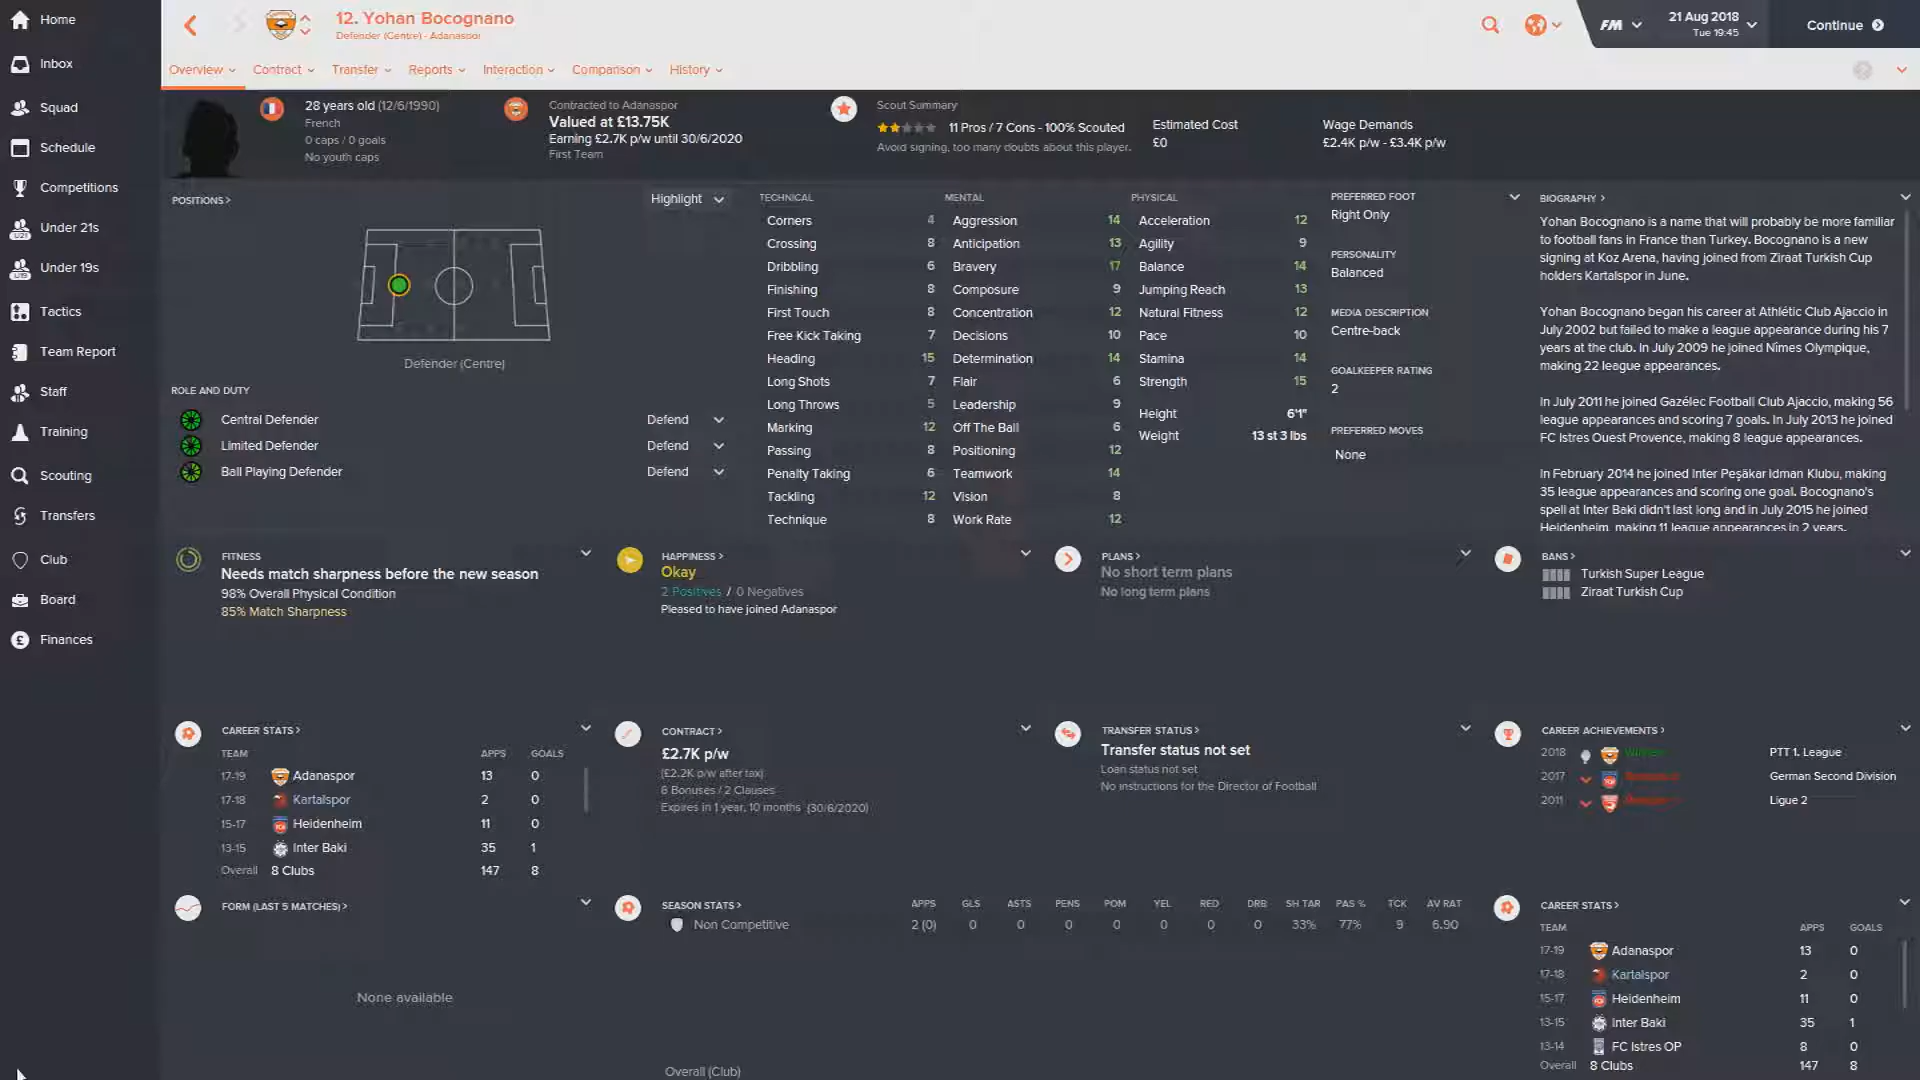 Home
Inbox
Squad
Schedule
Competitions
Under 21s
Under 19s
Tactics
Team Report
Staff
Training
Scouting
Transfers
Club
Board
Finances
12. Yohan Bocognano
Defender (Centre) - Adanaspor
FM
21 Aug 2018
Tue 19:45
Continue
Overview
Contract
Transfer
Reports
Interaction
Comparison
History
28 years old (12/6/1990)
French
0 caps / 0 goals
No youth caps
Contracted to Adanaspor
Valued at £13.75K
Earning £2.7K p/w until 30/6/2020
First Team
Scout Summary
11 Pros / 7 Cons - 100% Scouted
Avoid signing, too many doubts about this player.
Estimated Cost
£0
Wage Demands
£2.4K p/w - £3.4K p/w
POSITIONS >
Highlight
Defender (Centre)
ROLE AND DUTY
Central Defender Defend
Limited Defender Defend
Ball Playing Defender Defend
TECHNICAL
Corners 4
Crossing 8
Dribbling 6
Finishing 8
First Touch 8
Free Kick Taking 7
Heading 15
Long Shots 7
Long Throws 5
Marking 12
Passing 8
Penalty Taking 6
Tackling 12
Technique 8
MENTAL
Aggression 14
Anticipation 13
Bravery 17
Composure 9
Concentration 12
Decisions 10
Determination 14
Flair 6
Leadership 9
Off The Ball 6
Positioning 12
Teamwork 14
Vision 8
Work Rate 12
PHYSICAL
Acceleration 12
Agility 9
Balance 14
Jumping Reach 13
Natural Fitness 12
Pace 10
Stamina 14
Strength 15
Height 6'1"
Weight 13 st 3 lbs
PREFERRED FOOT
Right Only
PERSONALITY
Balanced
MEDIA DESCRIPTION
Centre-back
GOALKEEPER RATING
2
PREFERRED MOVES
None
BIOGRAPHY >
Yohan Bocognano is a name that will probably be more familiar
to football fans in France than Turkey. Bocognano is a new
signing at Koz Arena, having joined from Ziraat Turkish Cup
holders Kartalspor in June.
Yohan Bocognano began his career at Athlétic Club Ajaccio in
July 2002 but failed to make a league appearance during his 7
years at the club. In July 2009 he joined Nîmes Olympique,
making 22 league appearances.
In July 2011 he joined Gazélec Football Club Ajaccio, making 56
league appearances and scoring 7 goals. In July 2013 he joined
FC Istres Ouest Provence, making 8 league appearances.
In February 2014 he joined Inter Peşäkar Idman Klubu, making
35 league appearances and scoring one goal. Bocognano's
spell at Inter Baki didn't last long and in July 2015 he joined
Heidenheim, making 11 league appearances in 2 years.
FITNESS
Needs match sharpness before the new season
98% Overall Physical Condition
85% Match Sharpness
HAPPINESS >
Okay
2 Positives / 0 Negatives
Pleased to have joined Adanaspor
PLANS >
No short term plans
No long term plans
BANS >
Turkish Super League
Ziraat Turkish Cup
CAREER STATS >
TEAM APPS GOALS
17-19 Adanaspor 13 0
17-18 Kartalspor 2 0
15-17 Heidenheim 11 0
13-15 Inter Baki 35 1
Overall 8 Clubs 147 8
CONTRACT >
£2.7K p/w
(£2.2K p/w after tax)
6 Bonuses / 2 Clauses
Expires in 1 year, 10 months (30/6/2020)
TRANSFER STATUS >
Transfer status not set
Loan status not set
No instructions for the Director of Football
CAREER ACHIEVEMENTS >
2018 PTT 1. League
2017 German Second Division
2011 Ligue 2
FORM (LAST 5 MATCHES) >
None available
SEASON STATS > APPS GLS ASTS PENS POM YEL RED DRB SH TAR PAS % TCK AV RAT
Non Competitive 2 (0) 0 0 0 0 0 0 0 33% 77% 9 6.90
Overall (Club)
CAREER STATS >
TEAM APPS GOALS
17-19 Adanaspor 13 0
17-18 Kartalspor 2 0
15-17 Heidenheim 11 0
13-15 Inter Baki 35 1
13-14 FC Istres OP 8 0
Overall 8 Clubs 147 8